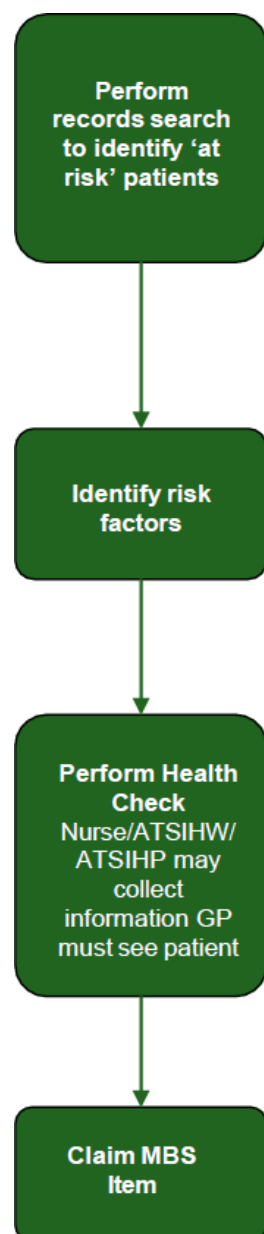 Perform
records search
to identify ‘at
risk’ patients
Identify risk
factors
Perform Health
Check
Nurse/ATSIHW/
ATSIHP may
collect
information GP
must see patient
Claim MBS
Item